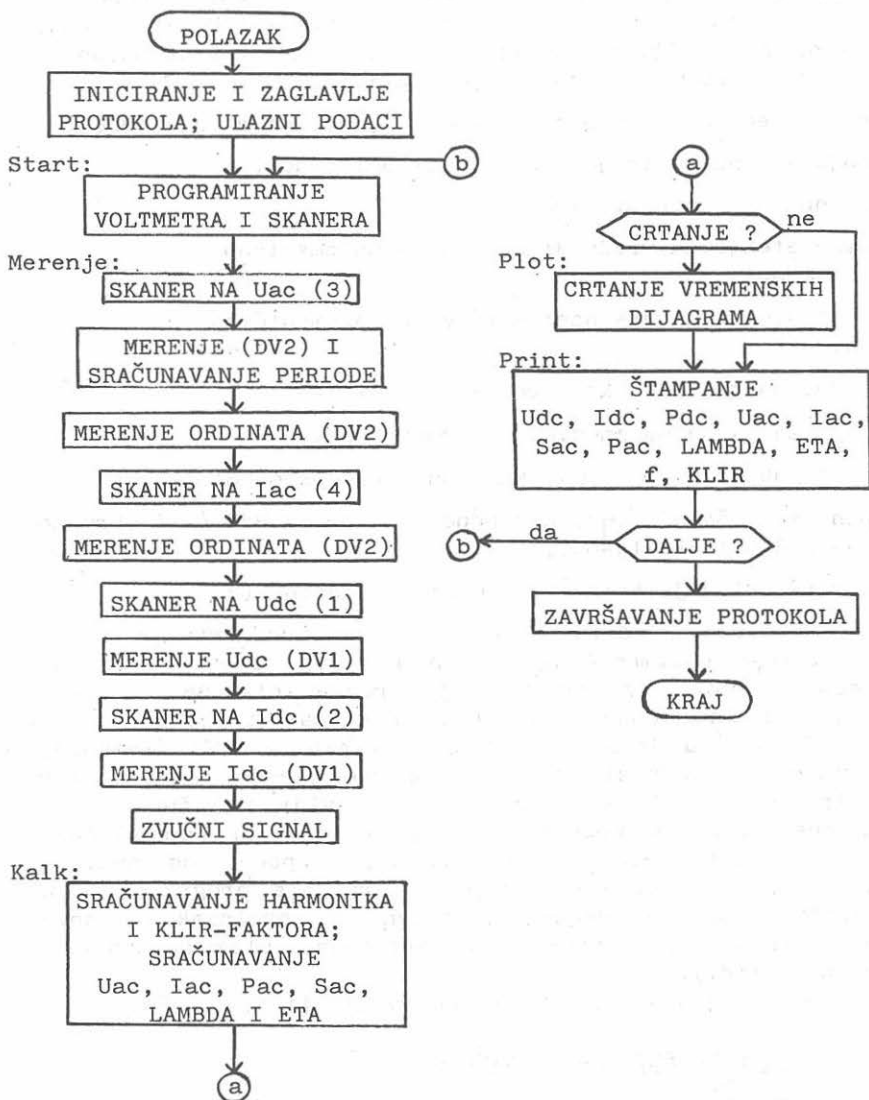 POLAZAK
INICIRANJE I ZAGLAVLJE
PROTOKOLA; ULAZNI PODACI
Start:
b
PROGRAMIRANJE
VOLTMETRA I SKANERA
Merenje:
SKANER NA Uac (3)
MERENJE (DV2) I
SRAČUNAVANJE PERIODE
MERENJE ORDINATA (DV2)
SKANER NA Iac (4)
MERENJE ORDINATA (DV2)
SKANER NA Udc (1)
MERENJE Udc (DV1)
SKANER NA Idc (2)
MERENJE Idc (DV1)
ZVUČNI SIGNAL
Kalk:
SRAČUNAVANJE HARMONIKA
I KLIR-FAKTORA;
SRAČUNAVANJE
Uac, Iac, Pac, Sac,
LAMBDA I ETA
a
a
CRTANJE ?
ne
Plot:
CRTANJE VREMENSKIH
DIJAGRAMA
Print:
ŠTAMPANJE
Udc, Idc, Pdc, Uac, Iac,
Sac, Pac, LAMBDA, ETA,
f, KLIR
b
da
DALJE ?
ZAVRŠAVANJE PROTOKOLA
KRAJ